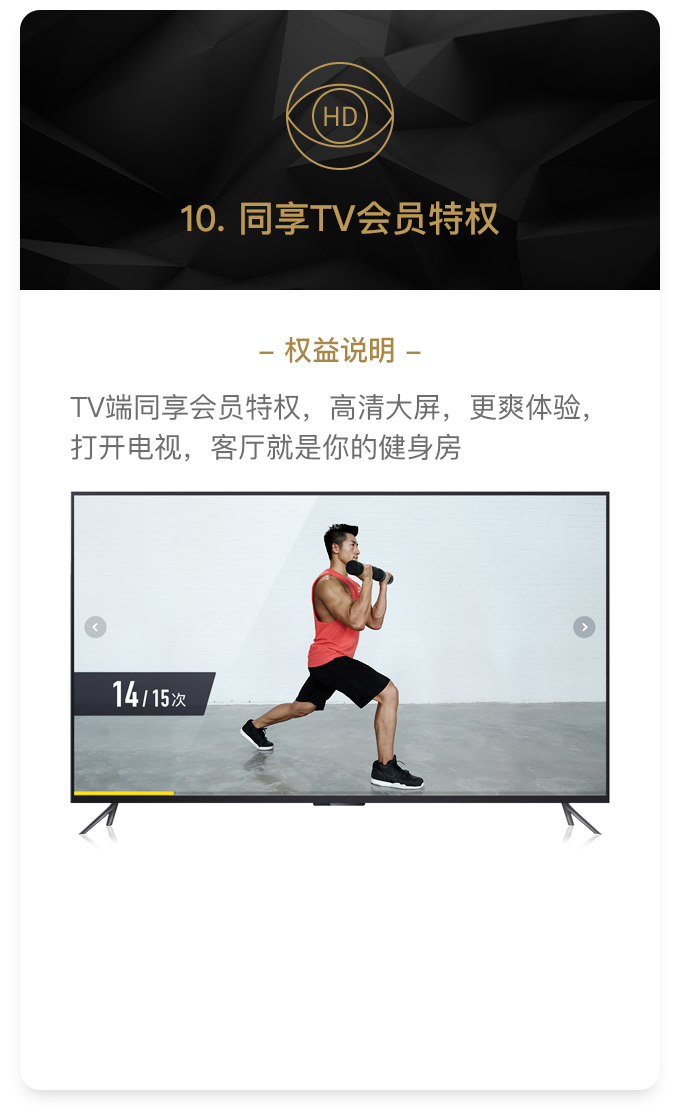 HD
10. 同享TV会员特权
– 权益说明 –
TV端同享会员特权，高清大屏，更爽体验，
打开电视，客厅就是你的健身房
14/15次